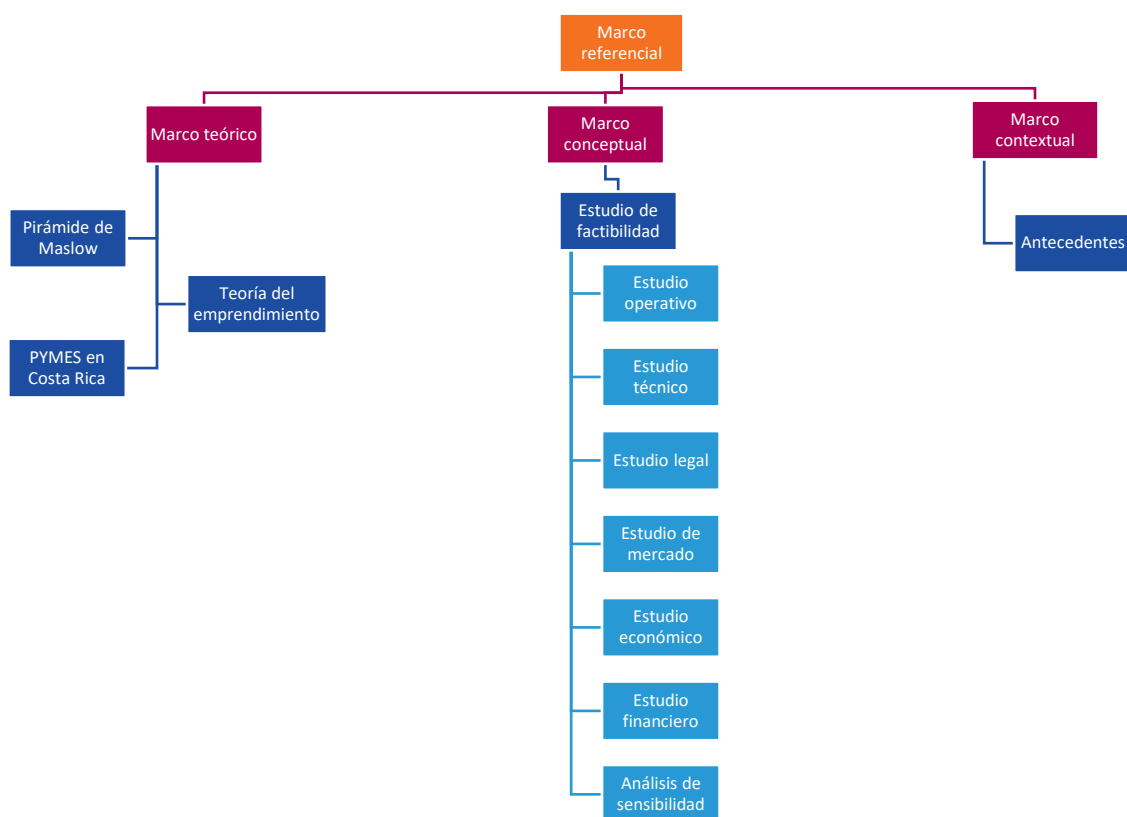 Marco
referencial
Marco teórico
Marco
conceptual
Marco
contextual
Pirámide de
Maslow
Teoría del
emprendimiento
PYMES en
Costa Rica
Estudio de
factibilidad
Estudio
operativo
Estudio
técnico
Estudio legal
Estudio de
mercado
Estudio
económico
Estudio
financiero
Análisis de
sensibilidad
Antecedentes